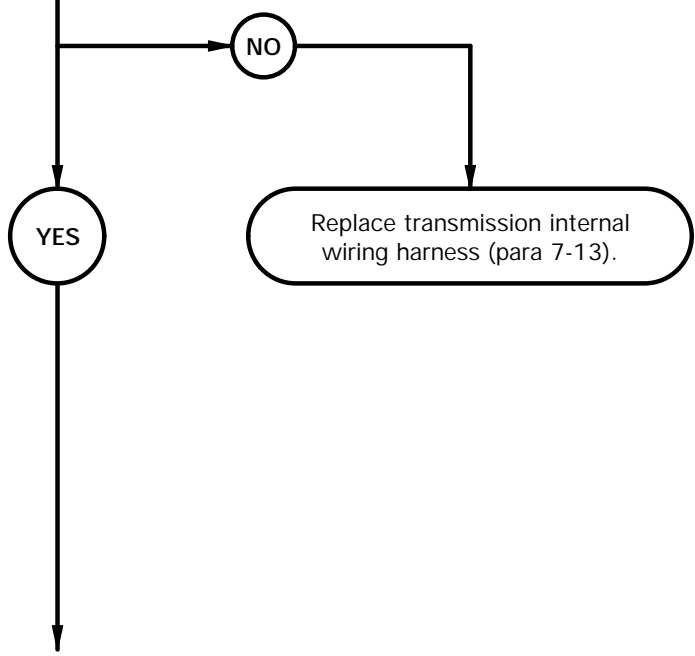 NO
YES
Replace transmission internal
wiring harness (para 7-13).